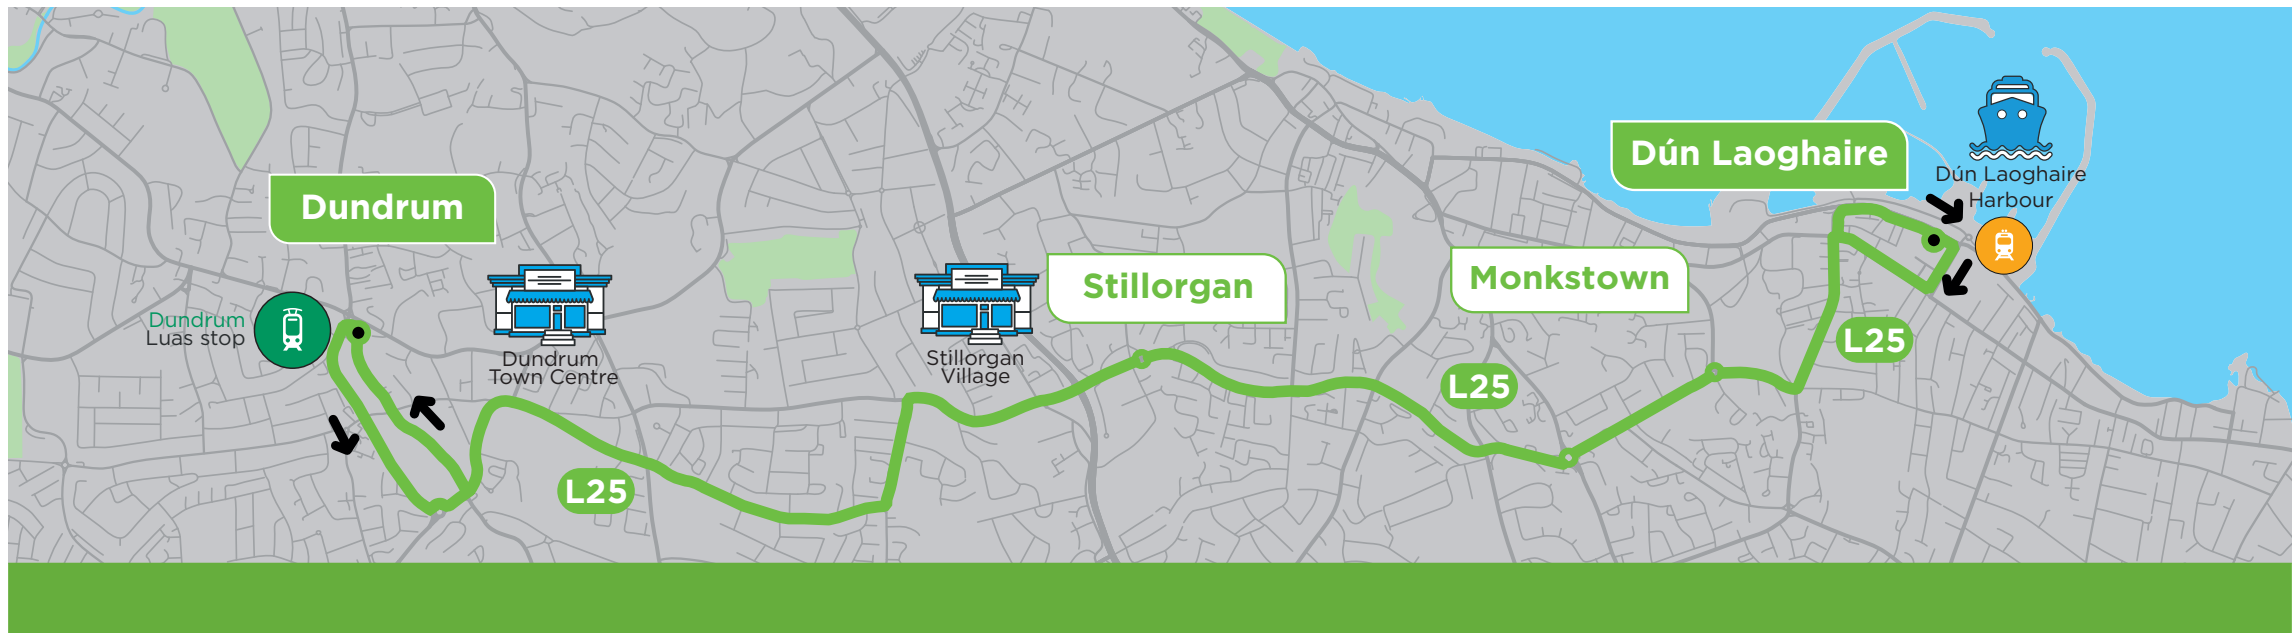 Dundrum
Dundrum
Luas stop
Dundrum
Town Centre
L25
Stillorgan
Village
Stillorgan
Monkstown
L25
Dún Laoghaire
Dún Laoghaire
Harbour
L25